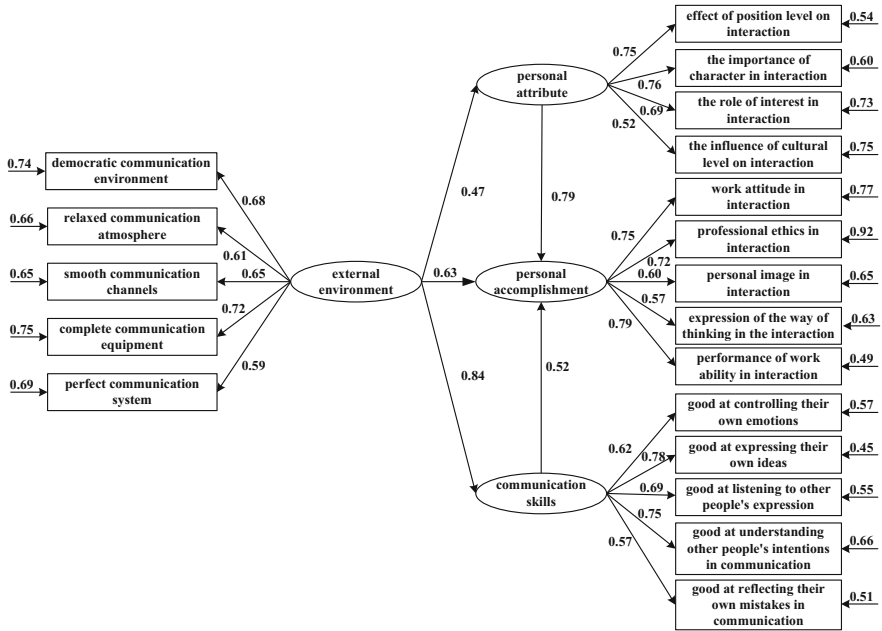 0.74
democratic communication
environment
0.66
relaxed communication
atmosphere
0.65
smooth communication
channels
0.75
complete communication
equipment
0.69
perfect communication
system
0.68
0.61
0.65
0.72
0.59
external
environment
0.47
0.63
0.84
personal
attribute
0.79
personal
accomplishment
0.52
communication
skills
0.75
0.76
0.69
0.52
effect of position level on
interaction
0.54
the importance of
character in interaction
0.60
the role of interest in
interaction
0.73
the influence of cultural
level on interaction
0.75
0.75
0.72
0.60
0.57
0.79
work attitude in
interaction
0.77
professional ethics in
interaction
0.92
personal image in
interaction
0.65
expression of the way of
thinking in the interaction
0.63
performance of work
ability in interaction
0.49
0.62
0.78
0.69
0.75
0.57
good at controlling their
own emotions
0.57
good at expressing their
own ideas
0.45
good at listening to other
people's expression
0.55
good at understanding
other people's intentions
in communication
0.66
good at reflecting their
own mistakes in
communication
0.51